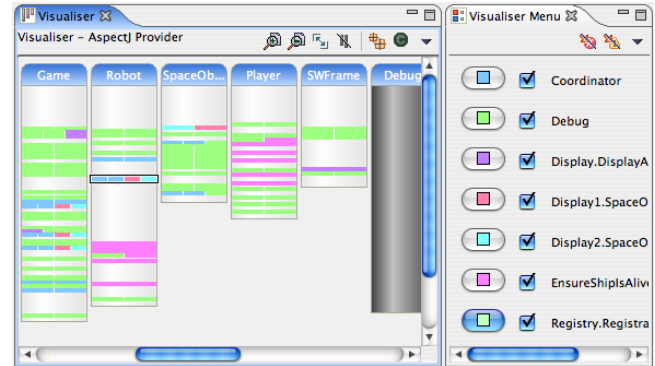 Visualiser
Visualiser - AspectJ Provider
Game Robot SpaceOb... Player SWFrame Debug
Visualiser Menu
Coordinator
Debug
Display.DisplayA
Display1.SpaceO
Display2.SpaceO
EnsureShipIsAliv
Registry.Registra